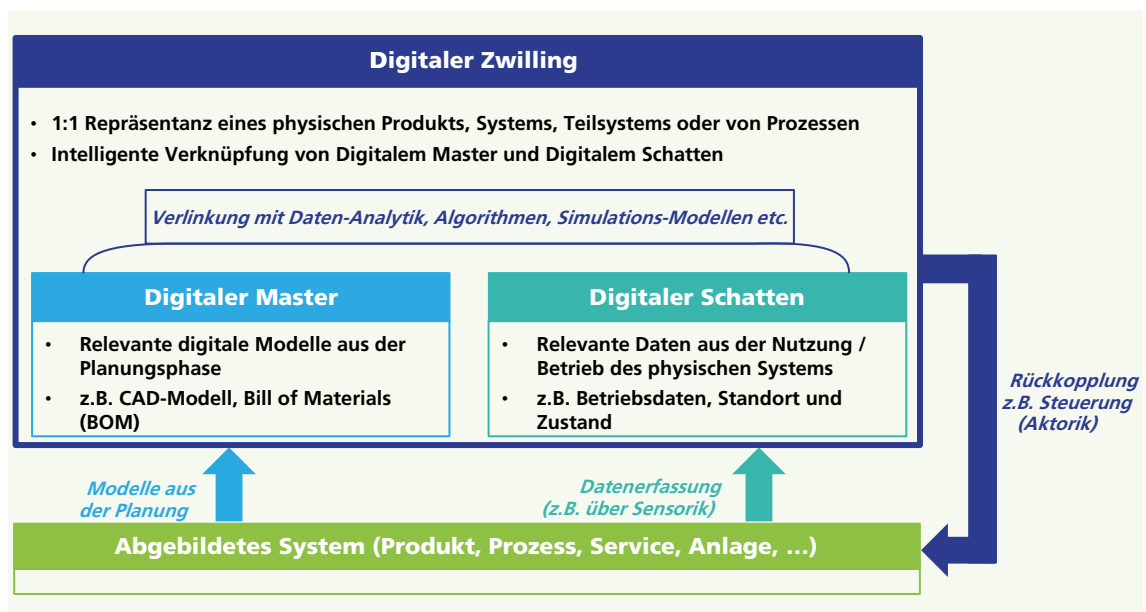 Digitaler Zwilling
• 1:1 Repräsentanz eines physischen Produkts, Systems, Teilsystems oder von Prozessen
• Intelligente Verknüpfung von Digitalem Master und Digitalem Schatten
Verlinkung mit Daten-Analytik, Algorithmen, Simulations-Modellen etc.
Digitaler Master
• Relevante digitale Modelle aus der
Planungsphase
• z.B. CAD-Modell, Bill of Materials
(BOM)
Digitaler Schatten
• Relevante Daten aus der Nutzung /
Betrieb des physischen Systems
• z.B. Betriebsdaten, Standort und
Zustand
Rückkopplung
z.B. Steuerung
(Aktorik)
Modelle aus
der Planung
Datenerfassung
(z.B. über Sensorik)
Abgebildetes System (Produkt, Prozess, Service, Anlage, ...)